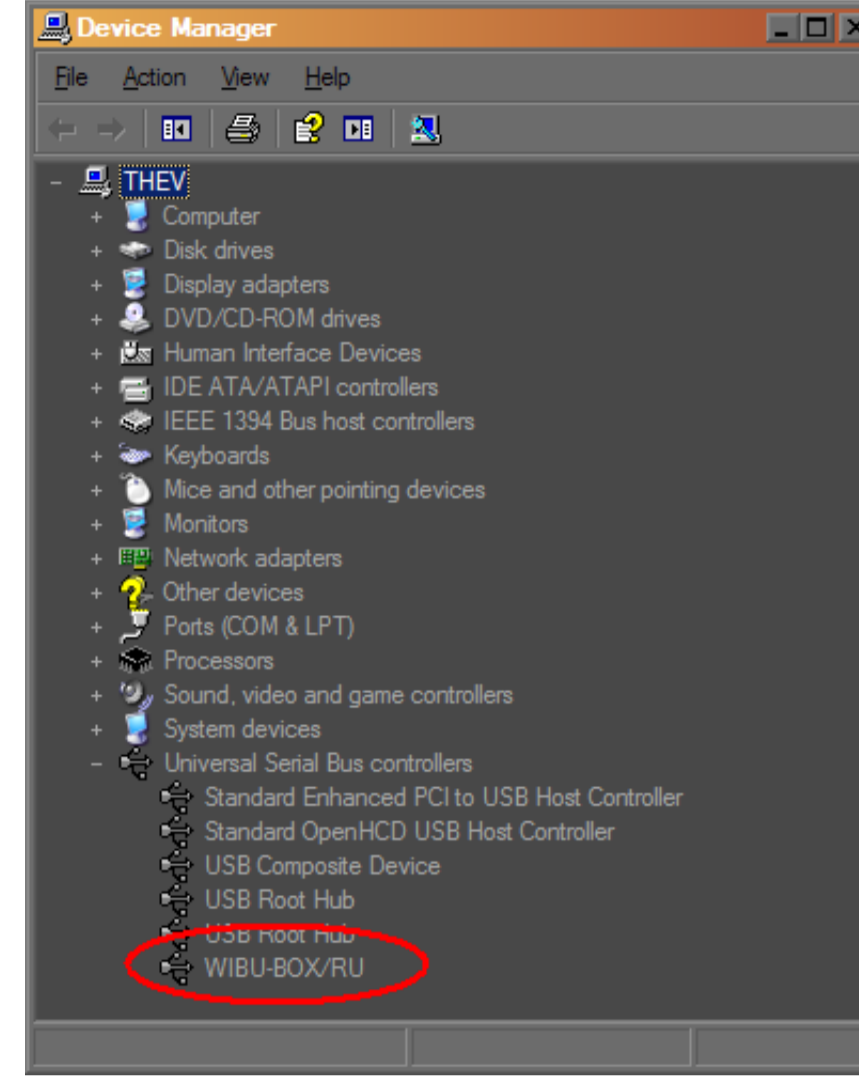 Device Manager
File Action View Help
THEV
Computer
Disk drives
Display adapters
DVD/CD-ROM drives
Human Interface Devices
IDE ATA/ATAPI controllers
IEEE 1394 Bus host controllers
Keyboards
Mice and other pointing devices
Monitors
Network adapters
Other devices
Ports (COM & LPT)
Processors
Sound, video and game controllers
System devices
Universal Serial Bus controllers
Standard Enhanced PCI to USB Host Controller
Standard OpenHCD USB Host Controller
USB Composite Device
USB Root Hub
USB Root Hub
WIBU-BOX/RU